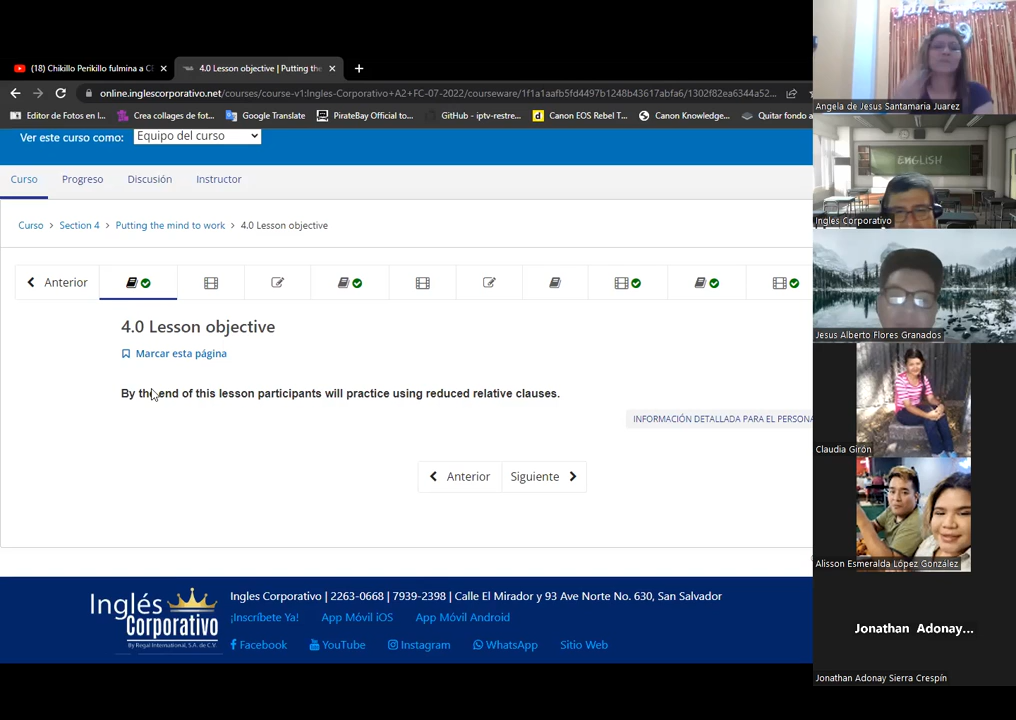 (18) Chikillo Perikillo fulmina a C
4.0 Lesson objective | Putting the
online.inglescorporativo.net/courses/course-v1:Ingles-Corporativo+A2+FC-07-2022/courseware/1f1a1aafb5fd4497b1248b43617abfa6/1302f82ea6344a52...
Editor de Fotos en l...
Crea collages de fot...
Google Translate
PirateBay Official to...
GitHub - iptv-restre...
Canon EOS Rebel T...
Canon Knowledge...
Quitar fondo a
Ver este curso como:
Equipo del curso
Curso
Progreso
Discusión
Instructor
Curso > Section 4 > Putting the mind to work > 4.0 Lesson objective
Anterior
4.0 Lesson objective
Marcar esta página
By the end of this lesson participants will practice using reduced relative clauses.
INFORMACIÓN DETALLADA PARA EL PERSONA
Anterior
Siguiente
Inglés Corporativo
By Regal International, S.A. de C.V.
Ingles Corporativo | 2263-0668 | 7939-2398 | Calle El Mirador y 93 Ave Norte No. 630, San Salvador
¡Inscríbete Ya!
App Móvil iOS
App Móvil Android
Facebook
YouTube
Instagram
WhatsApp
Sitio Web
Angela de Jesus Santamaria Juarez
ENGLISH
Ingles Corporativo
Jesus Alberto Flores Granados
Claudia Girón
Alisson Esmeralda López González
Jonathan Adonay...
Jonathan Adonay Sierra Crespín